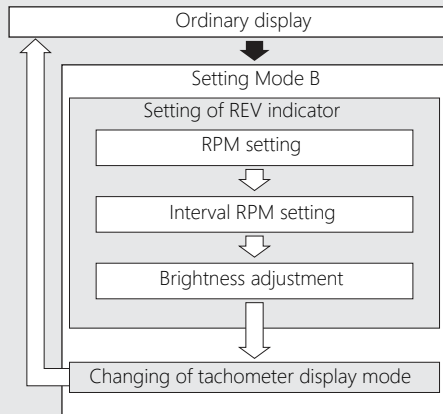 Ordinary display
Setting Mode B
Setting of REV indicator
RPM setting
Interval RPM setting
Brightness adjustment
Changing of tachometer display mode